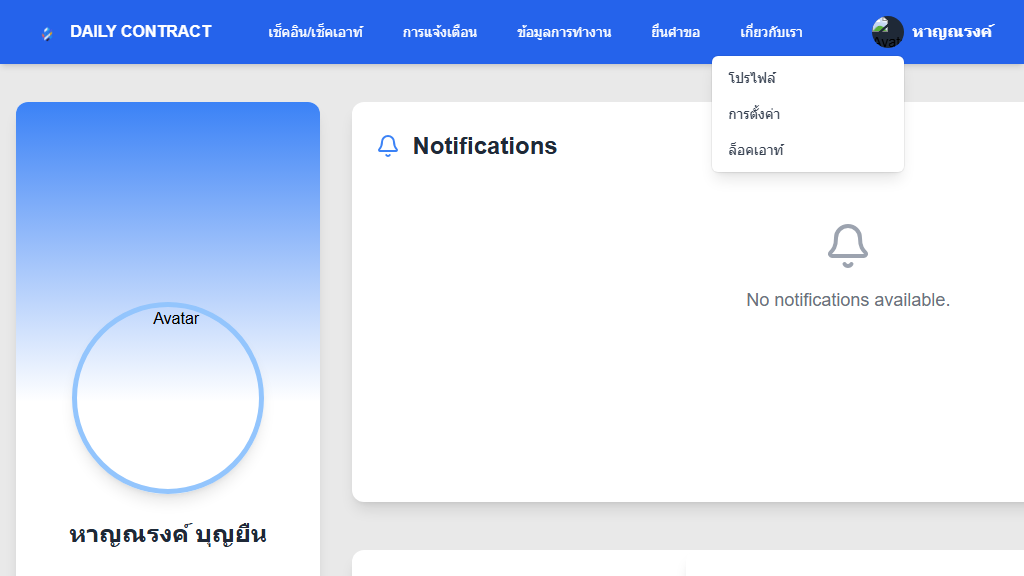 DAILY CONTRACT
เช็คอิน/เช็คเอาท์
การแจ้งเตือน
ข้อมูลการทำงาน
ยื่นคำขอ
เกี่ยวกับเรา
หาญณรงค์
โปรไฟล์
การตั้งค่า
ล็อคเอาท์
Notifications
No notifications available.
Avatar
หาญณรงค์ บุญยืน